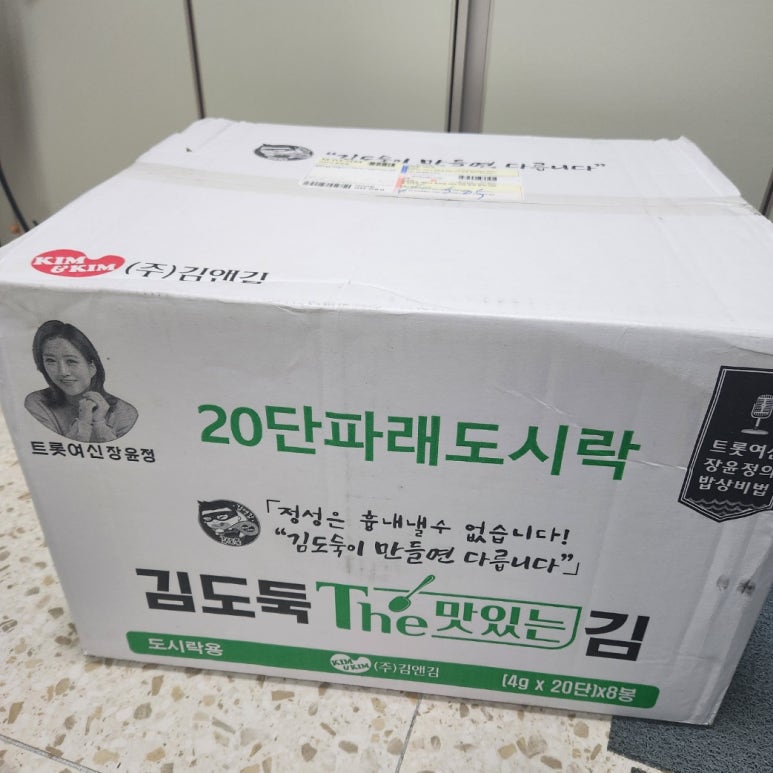 "김도둑이 만들면 다릅니다"
KIM & KIM (주)김앤김
트롯여신장윤정
20단파래도시락
트롯여신
장윤정의
밥상비법
「정성은 흉내낼수 없습니다!
"김도둑이 만들면 다릅니다"」
김도둑 The 맛있는 김
도시락용
KIM & KIM (주)김앤김
(4g x 20단)x8봉